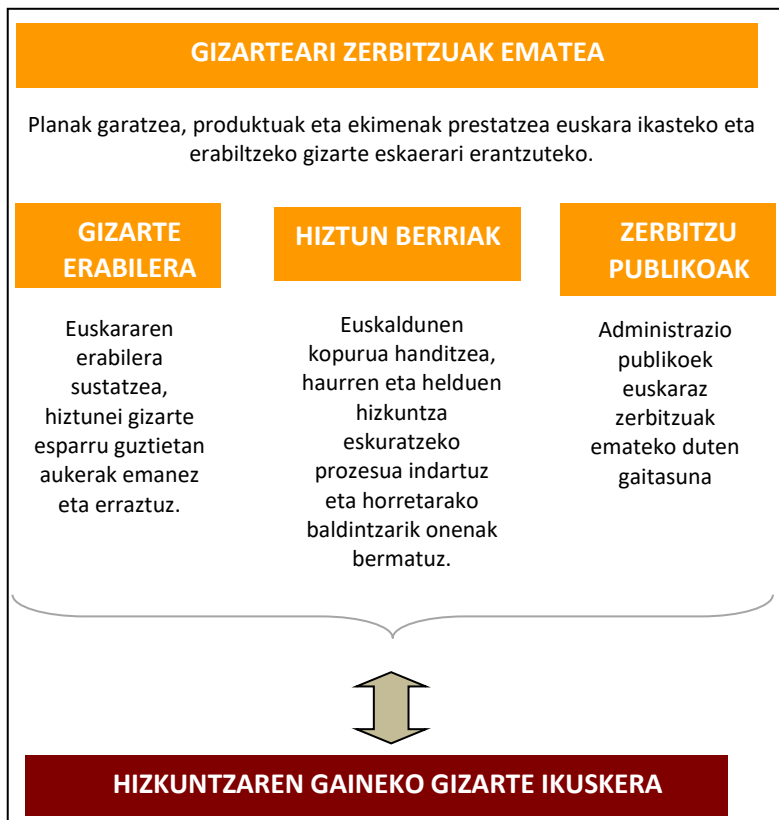 GIZARTEARI ZERBITZUAK EMATEA
Planak garatzea, produktuak eta ekimenak prestatzea euskara ikasteko eta
erabiltzeko gizarte eskaerari erantzuteko.
GIZARTE
ERABILERA
Euskararen
erabilera
sustatzea,
hiztunei gizarte
esparru guztietan
aukerak emanez
eta erraztuz.
HIZTUN BERRIAK
Euskaldunen
kopurua handitzea,
haurren eta helduen
hizkuntza
eskuratzeko
prozesua indartuz
eta horretarako
baldintzarik onenak
bermatuz.
ZERBITZU
PUBLIKOAK
Administrazio
publikoek
euskaraz
zerbitzuak
emateko duten
gaitasuna
HIZKUNTZAREN GAINEKO GIZARTE IKUSKERA